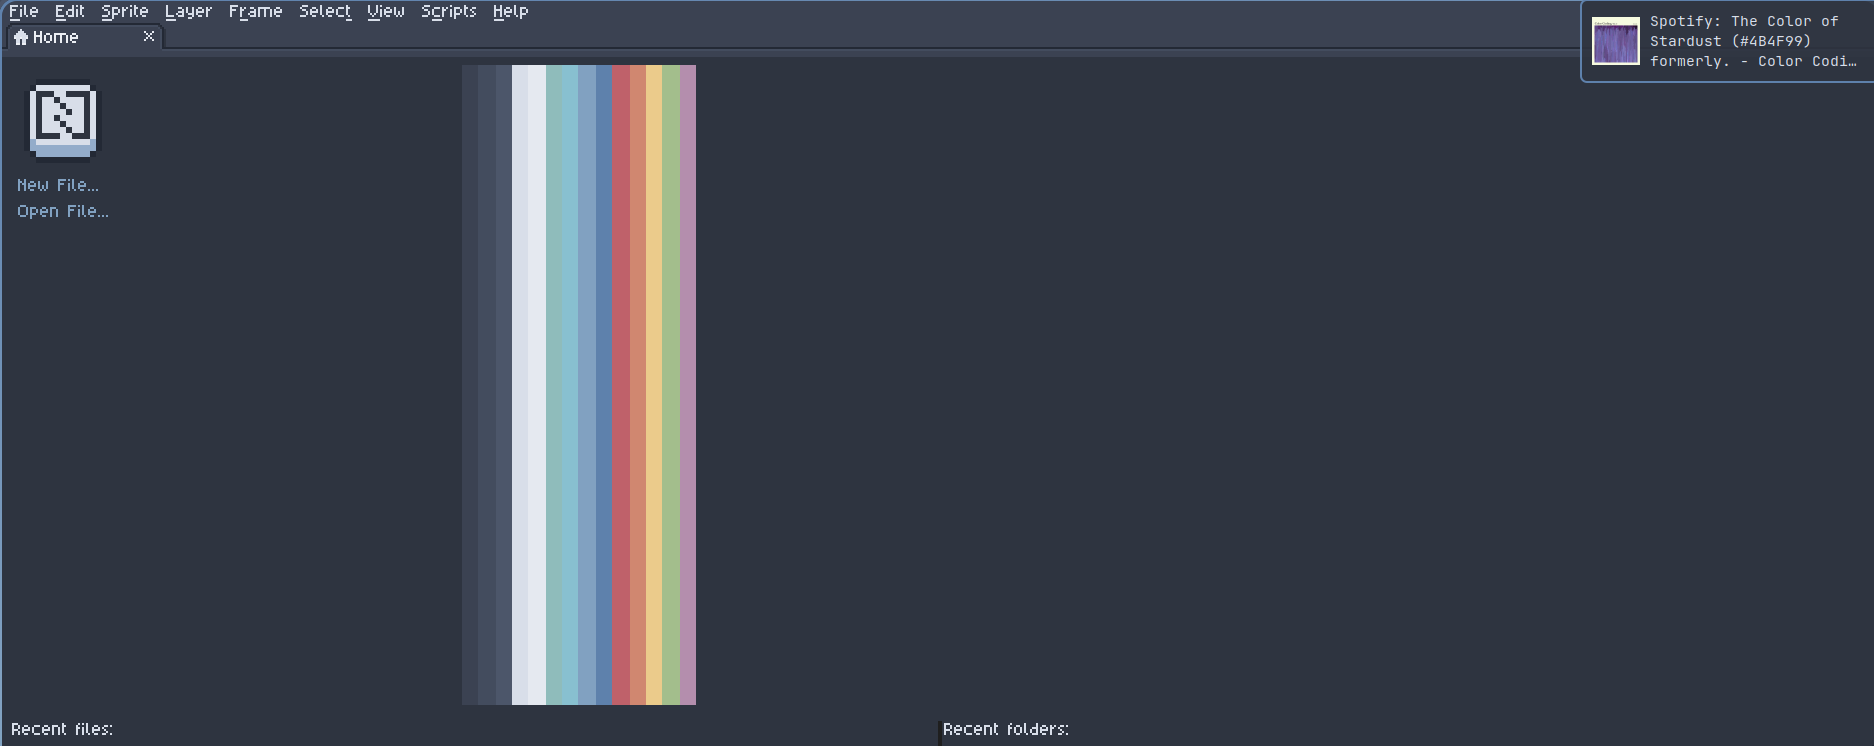 File Edit Sprite Layer Frame Select View Scripts Help
Home
Spotify: The Color of
Stardust (#4B4F99)
formerly. - Color Codi…
New File...
Open File...
Recent files:
Recent folders: